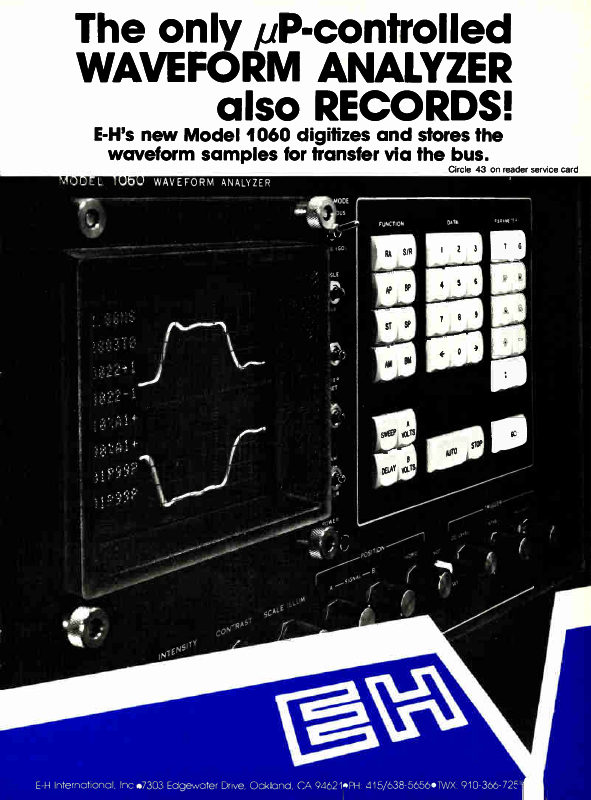 The only μP-controlled
WAVEFORM ANALYZER
also RECORDS!
E-H's new Model 1060 digitizes and stores the
waveform samples for transfer via the bus.
Circle 43 on reader service card
MODEL 1060 WAVEFORM ANALYZER
MODE
FUNCTION DATA PARAMETER
RA S/R 1 2 3
AP BP 4 5 6
ST SP 7 8 9
AM BM ← 0 →
:
SWEEP A VOLTS
DELAY B VOLTS
AUTO STOP GO
POWER
POSITION
A SIGNAL B
INTENSITY CONTRAST SCALE ILLUM
EH
E-H International, Inc.●7303 Edgewater Drive, Oakland, CA 94621●PH: 415/638-5656●TWX: 910-366-725